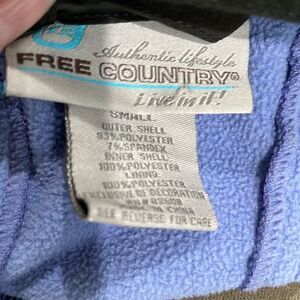 Authentic lifestyle
FREE COUNTRY®
Live in it!
SMALL
OUTER SHELL
93% POLYESTER
7% SPANDEX
INNER SHELL
100% POLYESTER
LINING:
100% POLYESTER
EXCLUSIVE OF DECORATION
IN CHINA
SEE REVERSE FOR CARE